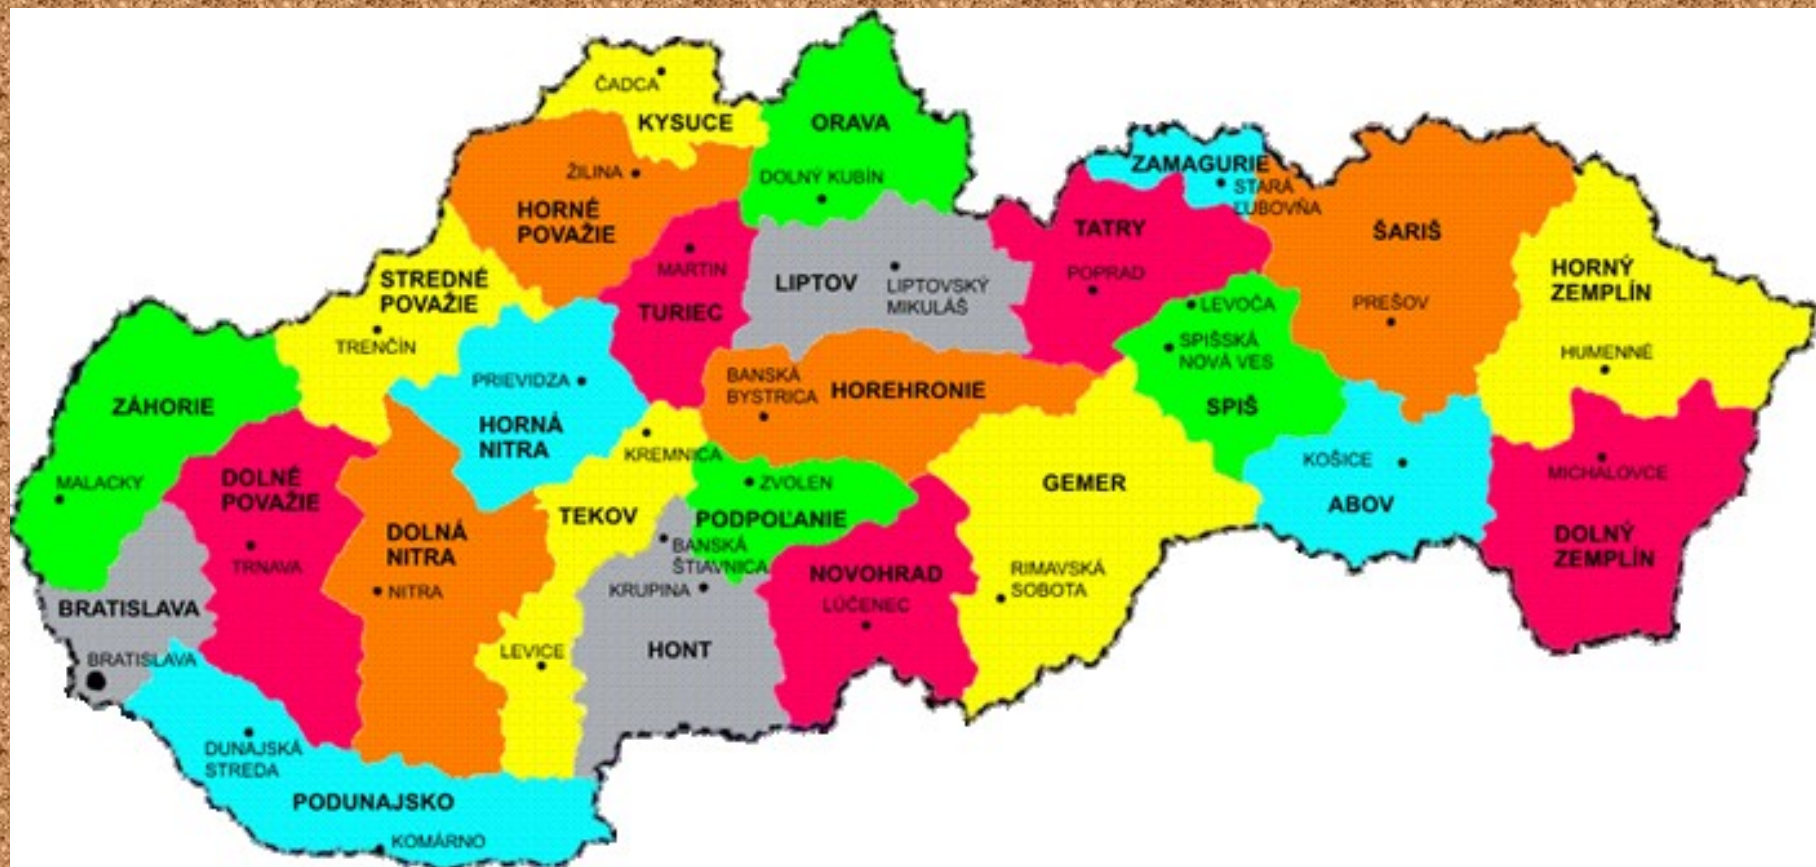 ČADCA
KYSUCE
ORAVA
ŽILINA
DOLNÝ KUBÍN
HORNÉ
POVAŽIE
ZAMAGURIE
STARÁ
ĽUBOVŇA
TATRY
ŠARIŠ
MARTIN
TURIEC
LIPTOV
LIPTOVSKÝ
MIKULÁŠ
POPRAD
STREDNÉ
POVAŽIE
TRENČÍN
LEVOČA
SPIŠSKÁ
NOVÁ VES
SPIŠ
PREŠOV
HORNÝ
ZEMPLÍN
HUMENNÉ
PRIEVIDZA
HORNÁ
NITRA
BANSKÁ
BYSTRICA
HOREHRONIE
ZÁHORIE
MALACKY
DOLNÉ
POVAŽIE
TRNAVA
KREMNICA
TEKOV
ZVOLEN
PODPOĽANIE
GEMER
KOŠICE
ABOV
MICHALOVCE
DOLNÝ
ZEMPLÍN
DOLNÁ
NITRA
NITRA
BANSKÁ
ŠTIAVNICA
KRUPINA
NOVOHRAD
LÚČENEC
RIMAVSKÁ
SOBOTA
BRATISLAVA
BRATISLAVA
LEVICE
HONT
DUNAJSKÁ
STREDA
PODUNAJSKO
KOMÁRNO